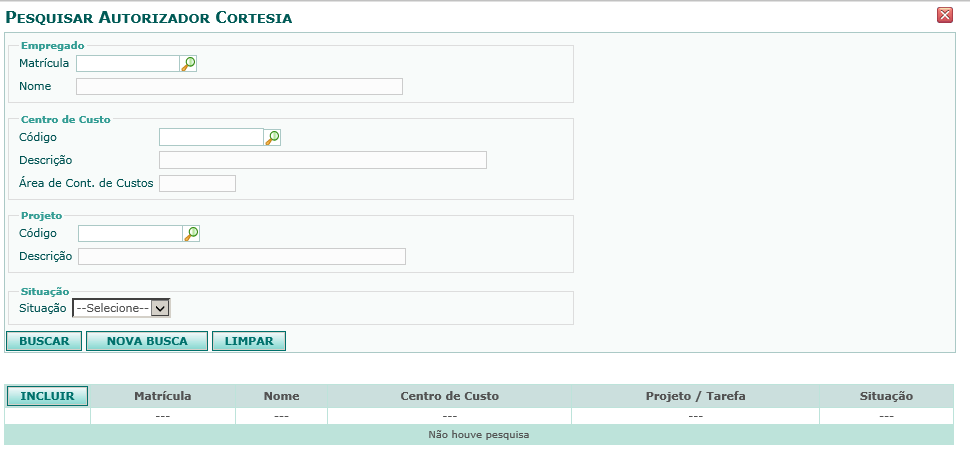 PESQUISAR AUTORIZADOR CORTESIA
Empregado
Matrícula
Nome
Centro de Custo
Código
Descrição
Área de Cont. de Custos
Projeto
Código
Descrição
Situação
Situação --Selecione--
BUSCAR NOVA BUSCA LIMPAR
INCLUIR Matrícula Nome Centro de Custo Projeto / Tarefa Situação
--- --- --- --- ---
Não houve pesquisa